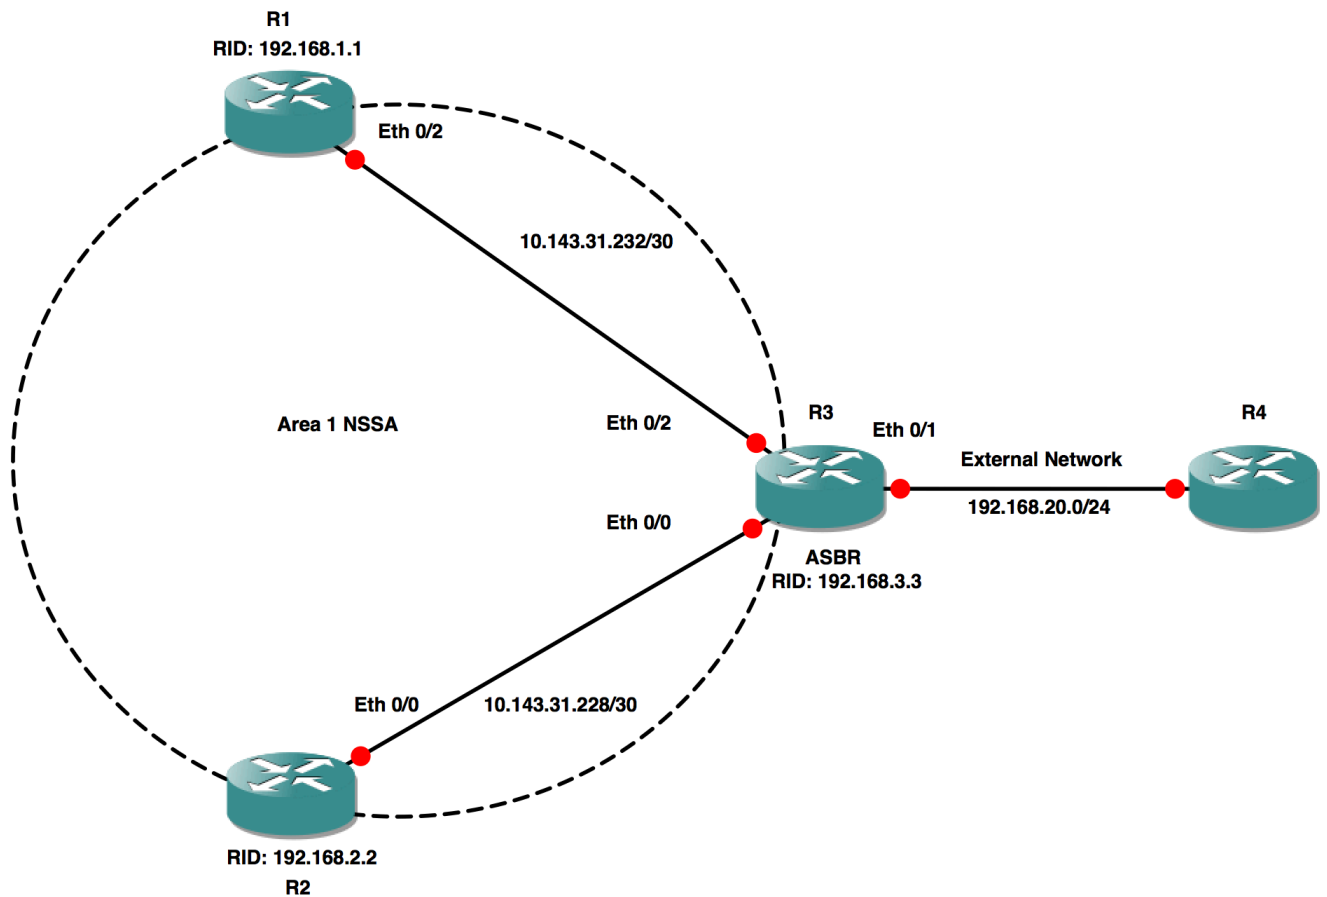 R1
RID: 192.168.1.1
Eth 0/2
10.143.31.232/30
Area 1 NSSA
Eth 0/2
R3
Eth 0/1
R4
External Network
192.168.20.0/24
Eth 0/0
ASBR
RID: 192.168.3.3
Eth 0/0
10.143.31.228/30
RID: 192.168.2.2
R2